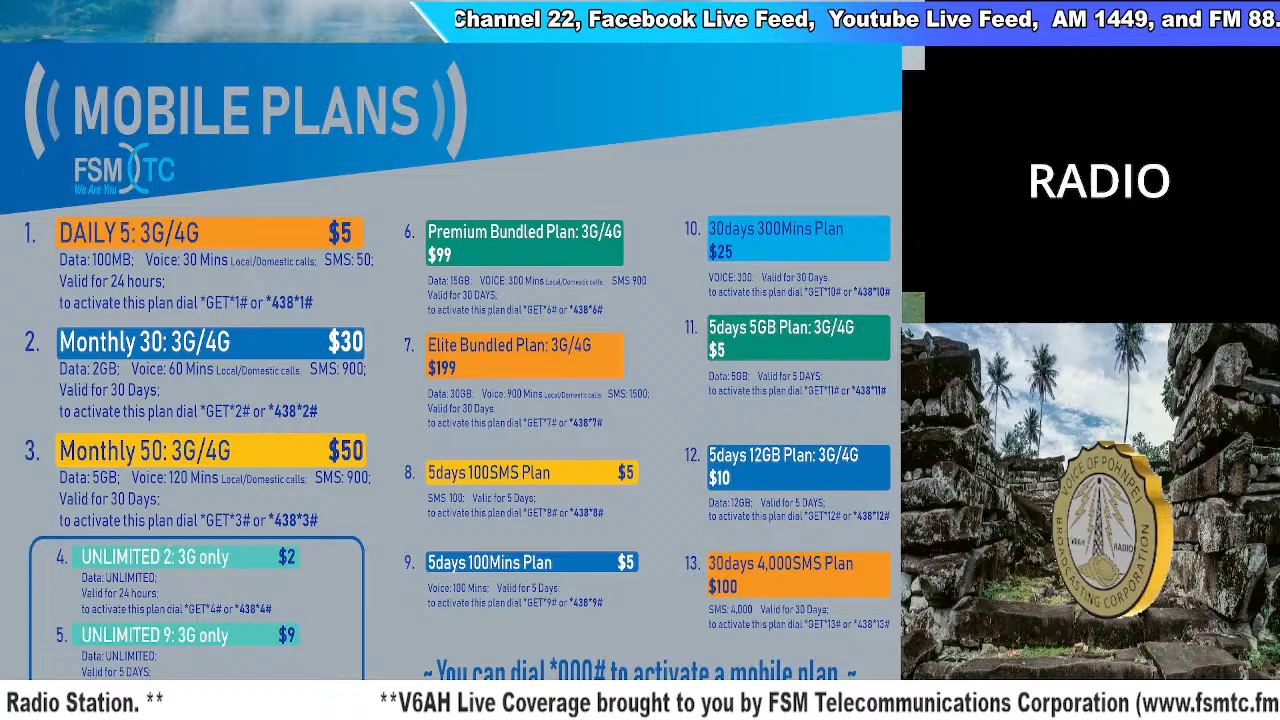 Channel 22, Facebook Live Feed, Youtube Live Feed, AM 1449, and FM 88.
MOBILE PLANS
FSMTC
We Are You
1. DAILY 5: 3G/4G $5
Data: 100MB; Voice: 30 Mins Local/Domestic calls; SMS: 50;
Valid for 24 hours;
to activate this plan dial *GET*1# or *438*1#
2. Monthly 30: 3G/4G $30
Data: 2GB; Voice: 60 Mins Local/Domestic calls. SMS: 900;
Valid for 30 Days;
to activate this plan dial *GET*2# or *438*2#
3. Monthly 50: 3G/4G $50
Data: 5GB; Voice: 120 Mins Local/Domestic calls; SMS: 900;
Valid for 30 Days;
to activate this plan dial *GET*3# or *438*3#
4. UNLIMITED 2: 3G only $2
Data: UNLIMITED;
Valid for 24 hours;
to activate this plan dial *GET*4# or *438*4#
5. UNLIMITED 9: 3G only $9
Data: UNLIMITED;
Valid for 5 DAYS;
6. Premium Bundled Plan: 3G/4G
$99
Data: 15GB; VOICE: 300 Mins Local/Domestic calls; SMS 900
Valid for 30 DAYS;
to activate this plan dial *GET*6# or *438*6#
7. Elite Bundled Plan: 3G/4G
$199
Data: 30GB; Voice: 900 Mins Local/Domestic calls; SMS: 1500;
Valid for 30 Days;
to activate this plan dial *GET*7# or *438*7#
8. 5days 100SMS Plan $5
SMS 100; Valid for 5 Days;
to activate this plan dial *GET*8# or *438*8#
9. 5days 100Mins Plan $5
Voice: 100 Mins; Valid for 5 Days;
to activate this plan dial *GET*9# or *438*9#
10. 30days 300Mins Plan
$25
VOICE: 300; Valid for 30 Days;
to activate this plan dial *GET*10# or *438*10#
11. 5days 5GB Plan: 3G/4G
$5
Data: 5GB; Valid for 5 DAYS;
to activate this plan dial *GET*11# or *438*11#
12. 5days 12GB Plan: 3G/4G
$10
Data: 12GB; Valid for 5 DAYS;
to activate this plan dial *GET*12# or *438*12#
13. 30days 4,000SMS Plan
$100
SMS: 4,000 Valid for 30 Days;
to activate this plan dial *GET*13# or *438*13#
~ You can dial *000# to activate a mobile plan ~
RADIO
VOICE OF POHNPEI
V6AH RADIO
BROADCASTING CORPORATION
Radio Station. ** **V6AH Live Coverage brought to you by FSM Telecommunications Corporation (www.fsmtc.fm